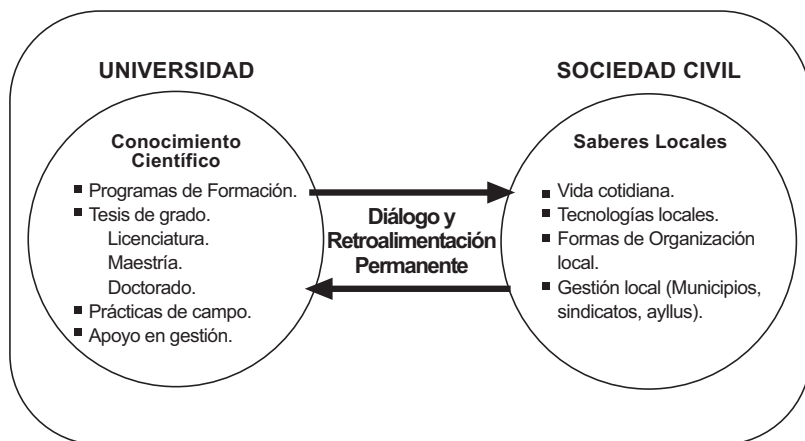 UNIVERSIDAD
Conocimiento
Científico
Programas de Formación.
Tesis de grado.
Licenciatura.
Maestría.
Doctorado.
Prácticas de campo.
Apoyo en gestión.
Diálogo y
Retroalimentación
Permanente
SOCIEDAD CIVIL
Saberes Locales
Vida cotidiana.
Tecnologías locales.
Formas de Organización
local.
Gestión local (Municipios,
sindicatos, ayllus).